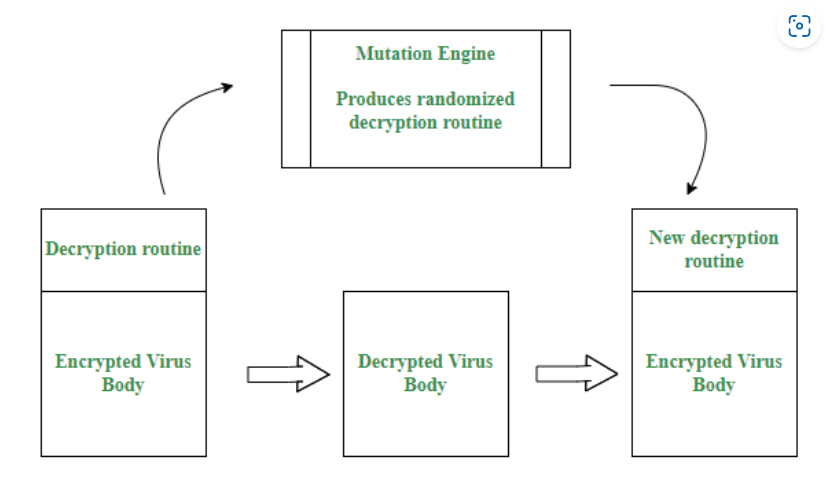 Mutation Engine
Produces randomized
decryption routine
Decryption routine
New decryption
routine
Encrypted Virus
Body
Decrypted Virus
Body
Encrypted Virus
Body